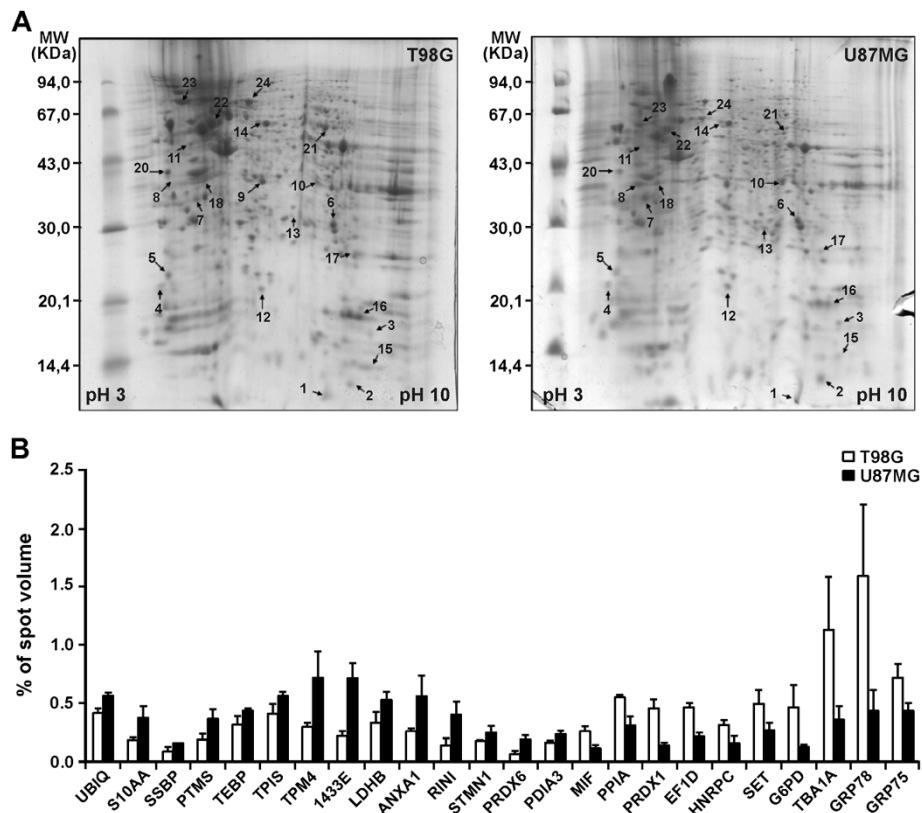 A
MW
(KDa)
T98G
94,0
67,0
43,0
30,0
20,1
14,4
23
24
22
14
21
11
20
8
7
18
9
10
6
13
17
5
4
12
16
3
15
1
2
pH 3
pH 10
MW
(KDa)
U87MG
94,0
67,0
43,0
30,0
20,1
14,4
23
24
14
21
22
11
20
8
18
7
10
6
13
17
5
4
12
16
3
15
1
2
pH 3
pH 10
B
T98G
U87MG
% of spot volume
2.5
2.0
1.5
1.0
0.5
0.0
UBIQ
S10AA
SSBP
PTMS
TEBP
TPIS
TPM4
1433E
LDHB
ANXA1
RINI
STMN1
PRDX6
PDIA3
MIF
PPIA
PRDX1
EF1D
HNRPC
SET
G6PD
TBA1A
GRP78
GRP75